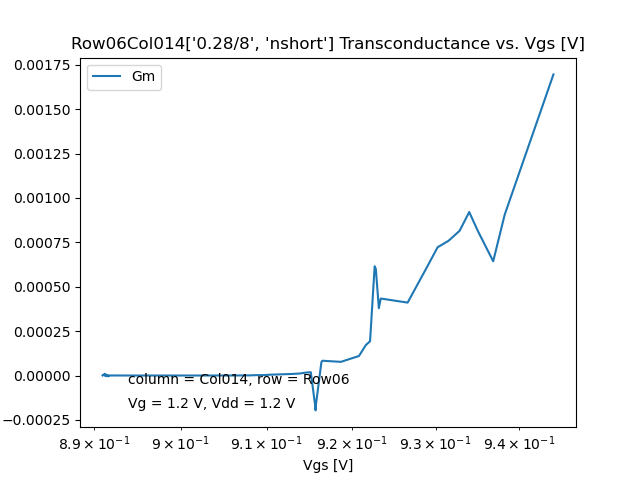 Row06Col014['0.28/8', 'nshort'] Transconductance vs. Vgs [V]
Gm
0.00175
0.00150
0.00125
0.00100
0.00075
0.00050
0.00025
0.00000
−0.00025
column = Col014, row = Row06
Vg = 1.2 V, Vdd = 1.2 V
8.9 × 10⁻¹ 9 × 10⁻¹ 9.1 × 10⁻¹ 9.2 × 10⁻¹ 9.3 × 10⁻¹ 9.4 × 10⁻¹
Vgs [V]